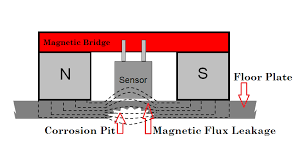 Magnetic Bridge
N
Sensor
S
Floor Plate
Corrosion Pit
Magnetic Flux Leakage